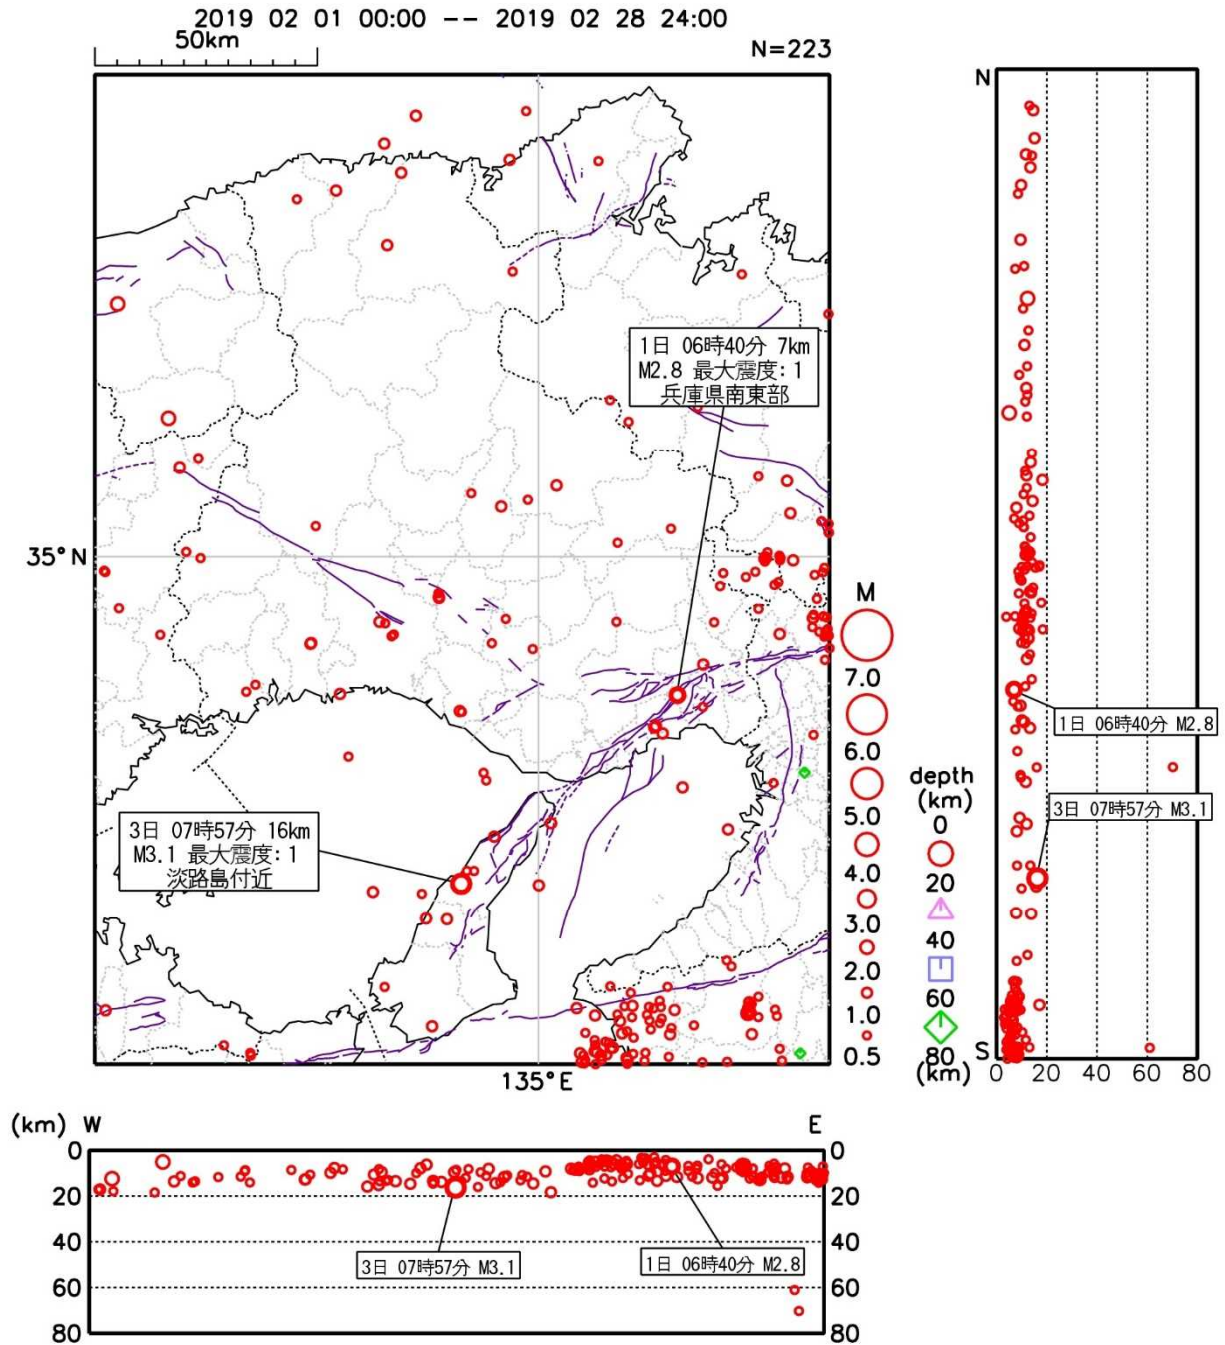 2019 02 01 00:00 -- 2019 02 28 24:00
50km
N=223
1日 06時40分 7km
M2.8 最大震度:1
兵庫県南東部
35°N
3日 07時57分 16km
M3.1 最大震度:1
淡路島付近
135°E
M
7.0
6.0
5.0
4.0
3.0
2.0
1.0
0.5
depth
(km)
0
20
40
60
80
(km)
N
1日 06時40分 M2.8
3日 07時57分 M3.1
S
0 20 40 60 80
(km) W E
0 0
20 20
40 40
60 60
80 80
3日 07時57分 M3.1
1日 06時40分 M2.8